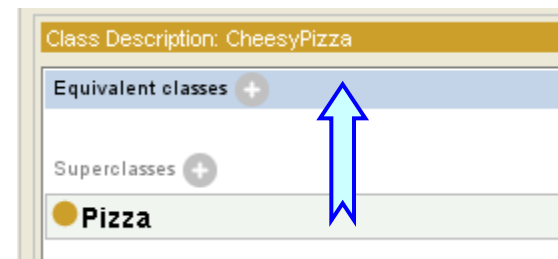 Class Description: CheesyPizza
Equivalent classes
Superclasses
Pizza